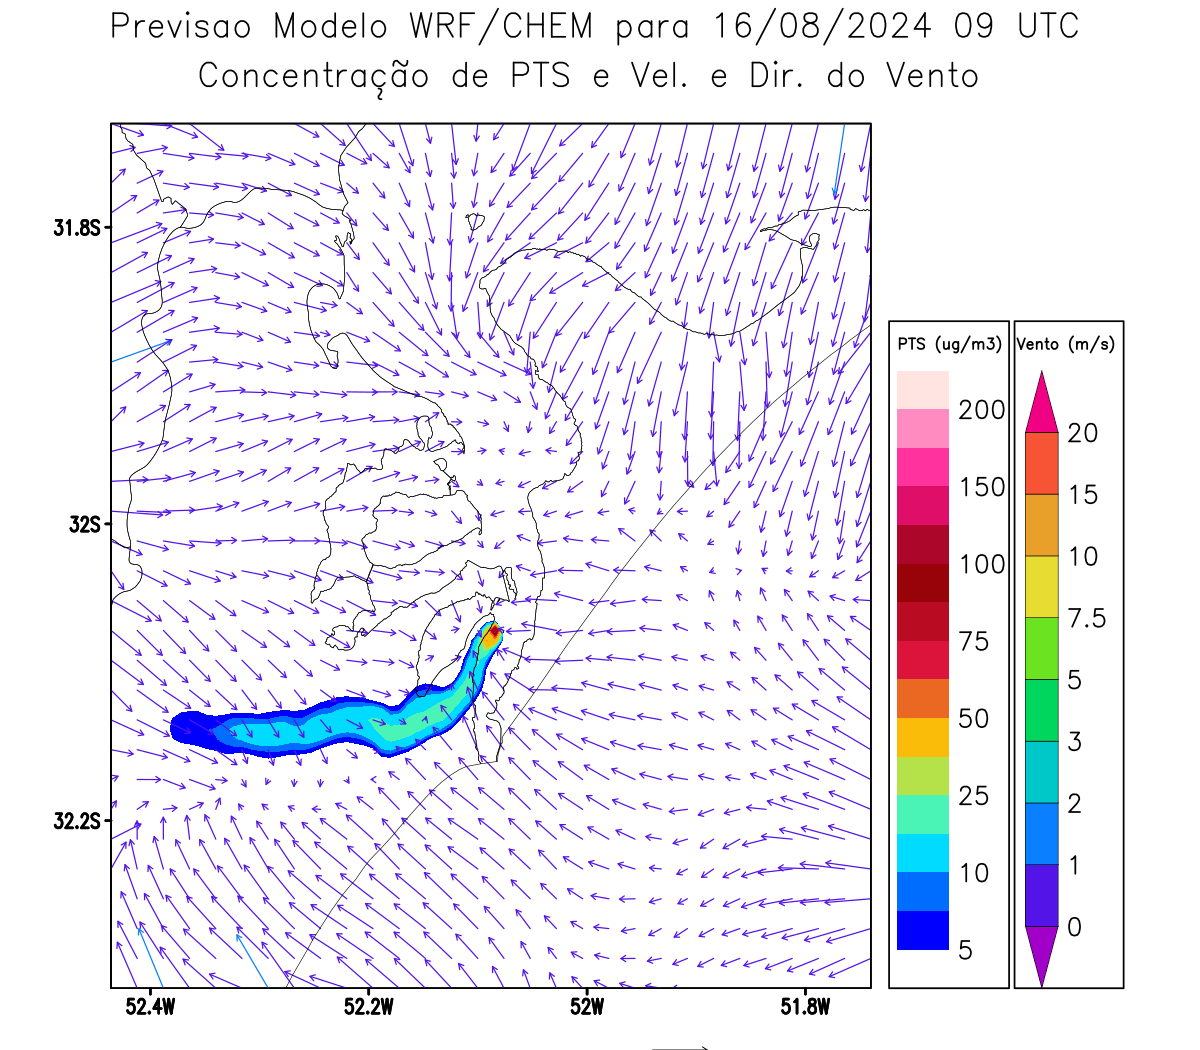 Previsao Modelo WRF/CHEM para 16/08/2024 09 UTC
Concentração de PTS e Vel. e Dir. do Vento
31.8S
32S
32.2S
52.4W 52.2W 52W 51.8W
PTS (ug/m3)
200
150
100
75
50
25
10
5
Vento (m/s)
20
15
10
7.5
5
3
2
1
0